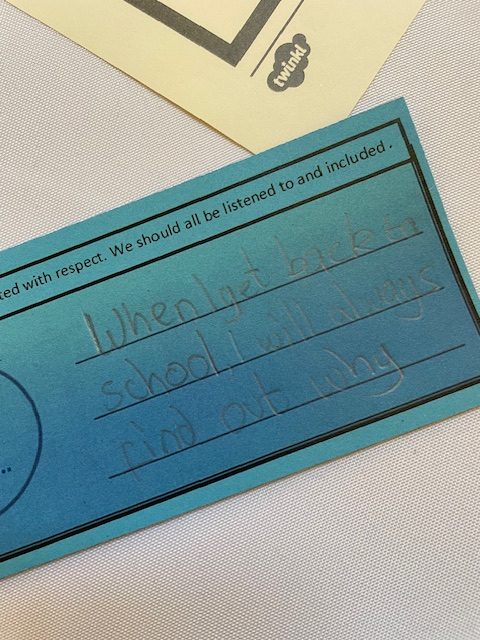 twinkl
ted with respect. We should all be listened to and included.
When I get back to
school, I will always
find out why